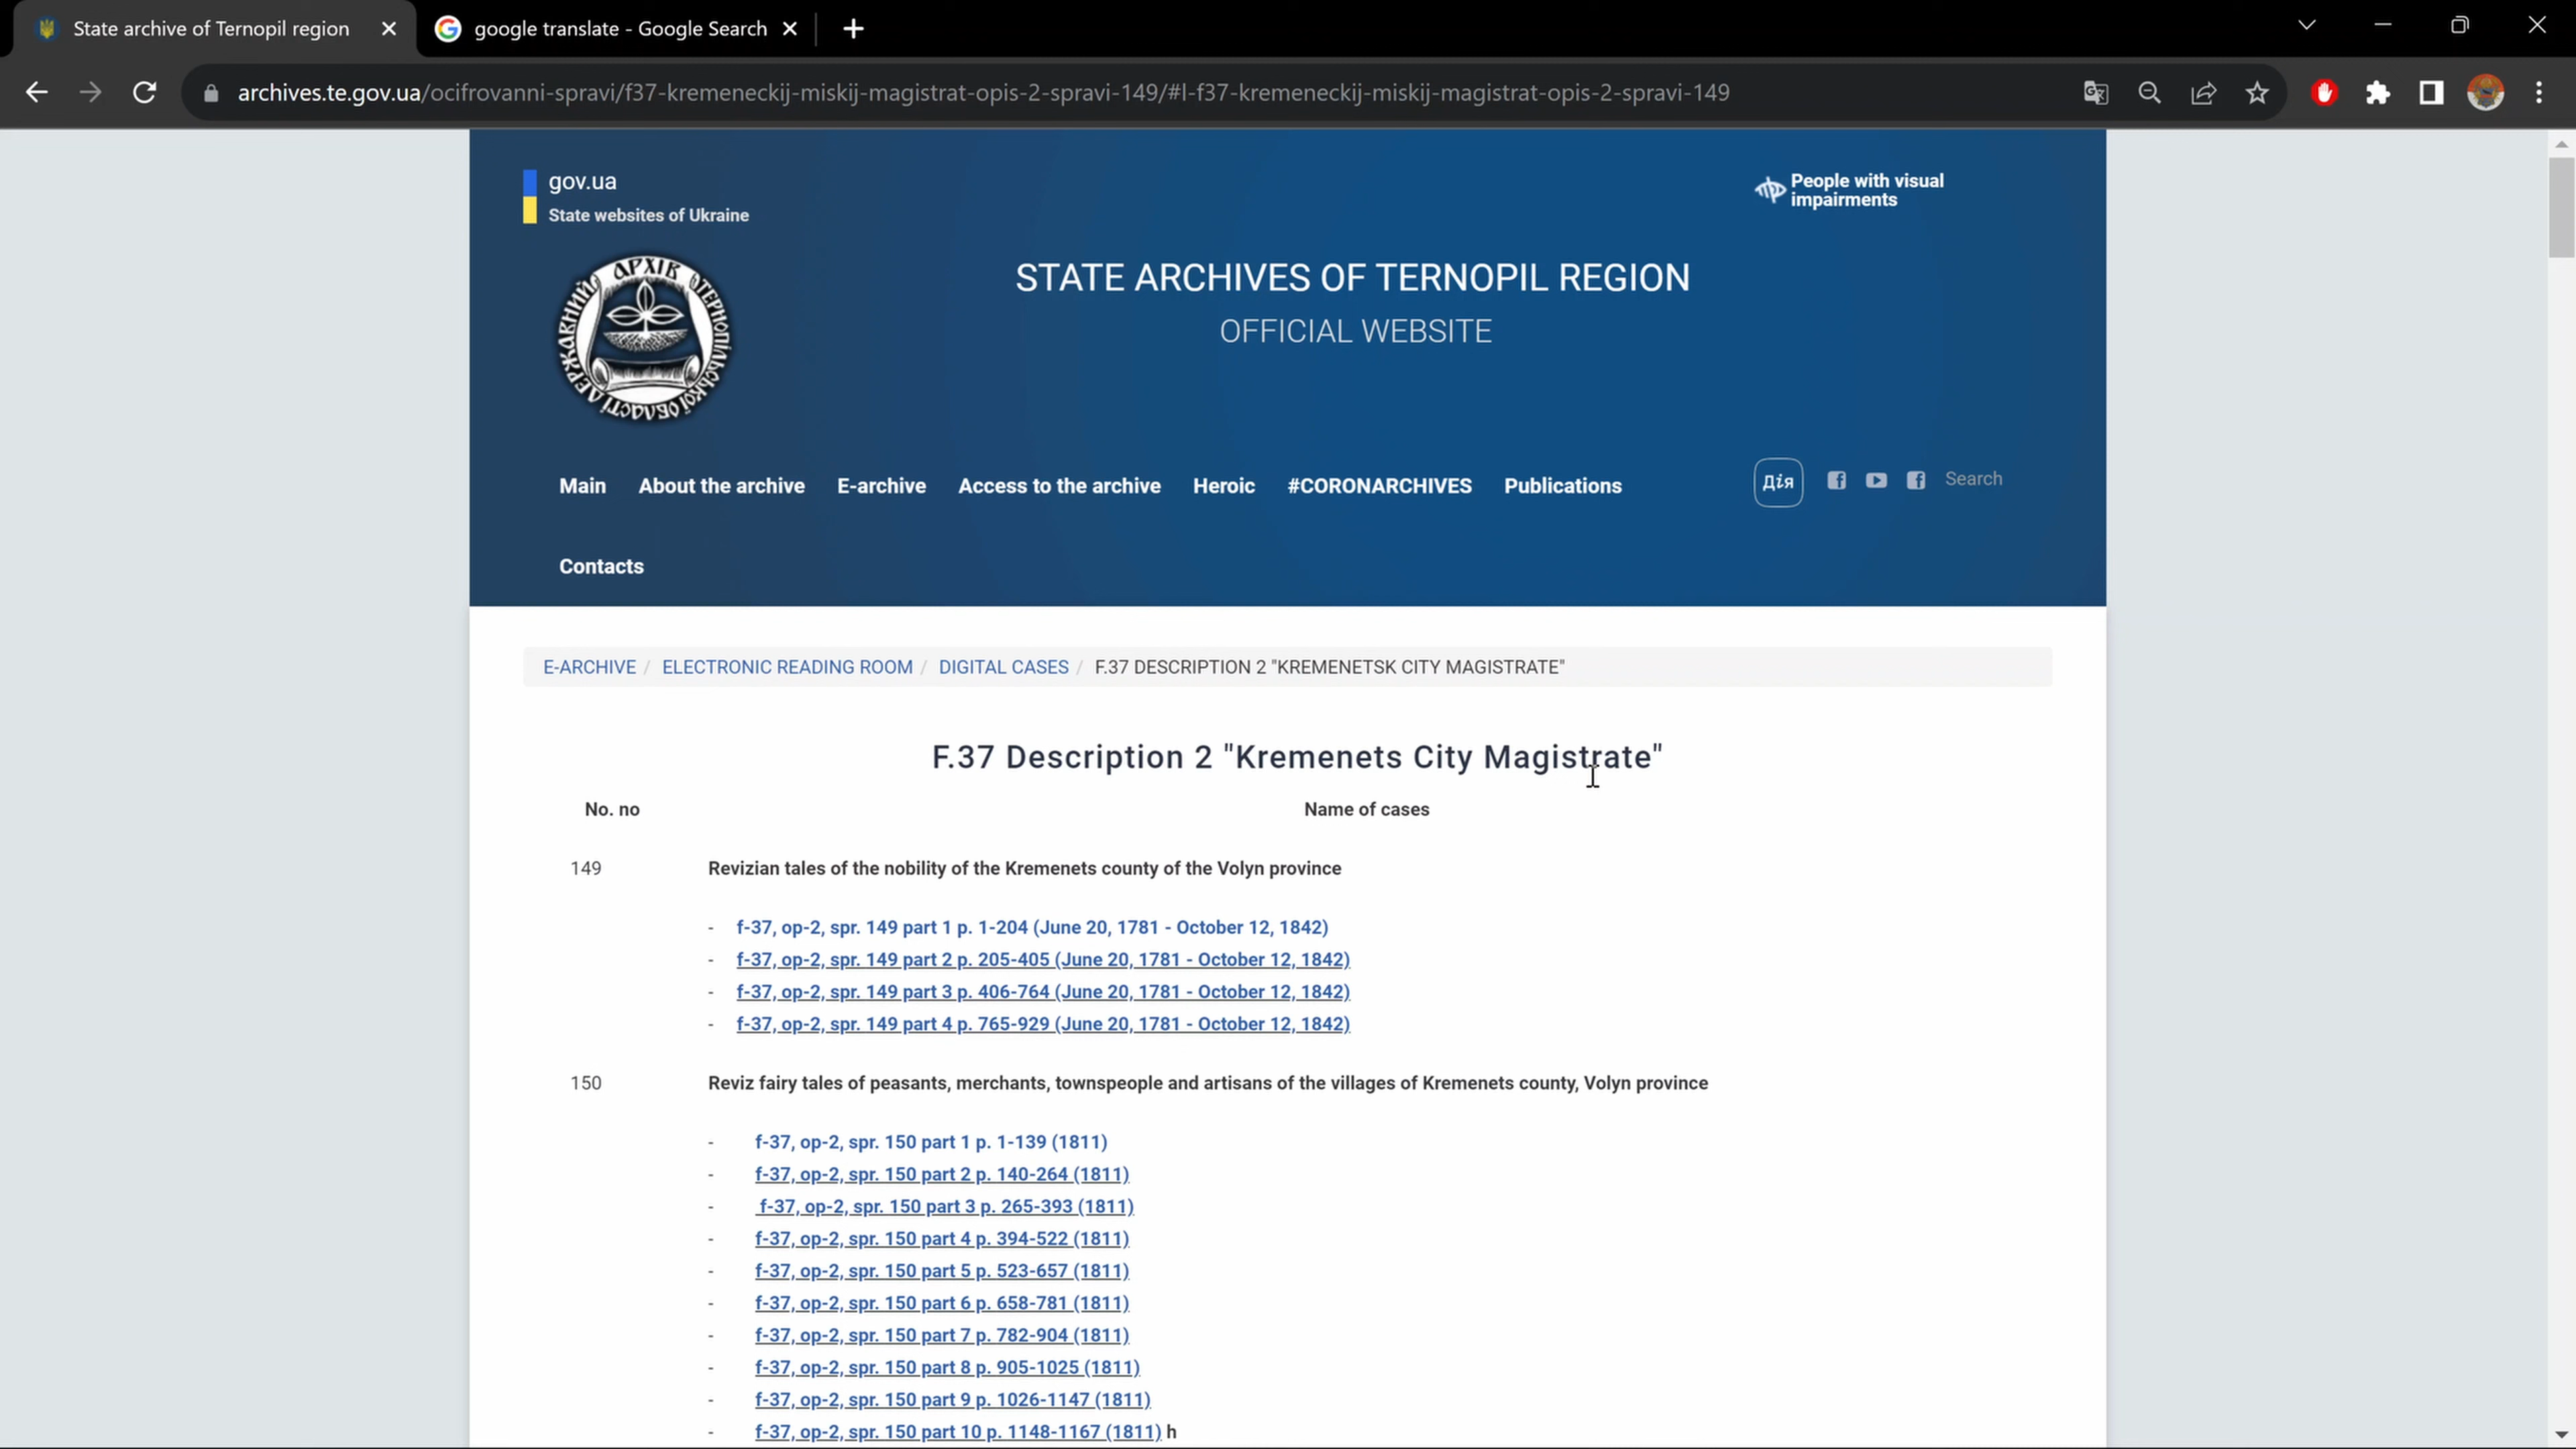 State archive of Ternopil region
google translate - Google Search
archives.te.gov.ua/ocifrovanni-spravi/f37-kremeneckij-miskij-magistrat-opis-2-spravi-149/#l-f37-kremeneckij-miskij-magistrat-opis-2-spravi-149
gov.ua
State websites of Ukraine
People with visual
impairments
ДЕРЖАВНИЙ АРХІВ ТЕРНОПІЛЬСЬКОЇ ОБЛАСТІ
STATE ARCHIVES OF TERNOPIL REGION
OFFICIAL WEBSITE
Main About the archive E-archive Access to the archive Heroic #CORONARCHIVES Publications
Дія
Search
Contacts
E-ARCHIVE / ELECTRONIC READING ROOM / DIGITAL CASES / F.37 DESCRIPTION 2 "KREMENETSK CITY MAGISTRATE"
F.37 Description 2 "Kremenets City Magistrate"
No. no Name of cases
149 Revizian tales of the nobility of the Kremenets county of the Volyn province
- f-37, op-2, spr. 149 part 1 p. 1-204 (June 20, 1781 - October 12, 1842)
- f-37, op-2, spr. 149 part 2 p. 205-405 (June 20, 1781 - October 12, 1842)
- f-37, op-2, spr. 149 part 3 p. 406-764 (June 20, 1781 - October 12, 1842)
- f-37, op-2, spr. 149 part 4 p. 765-929 (June 20, 1781 - October 12, 1842)
150 Reviz fairy tales of peasants, merchants, townspeople and artisans of the villages of Kremenets county, Volyn province
- f-37, op-2, spr. 150 part 1 p. 1-139 (1811)
- f-37, op-2, spr. 150 part 2 p. 140-264 (1811)
- f-37, op-2, spr. 150 part 3 p. 265-393 (1811)
- f-37, op-2, spr. 150 part 4 p. 394-522 (1811)
- f-37, op-2, spr. 150 part 5 p. 523-657 (1811)
- f-37, op-2, spr. 150 part 6 p. 658-781 (1811)
- f-37, op-2, spr. 150 part 7 p. 782-904 (1811)
- f-37, op-2, spr. 150 part 8 p. 905-1025 (1811)
- f-37, op-2, spr. 150 part 9 p. 1026-1147 (1811)
- f-37, op-2, spr. 150 part 10 p. 1148-1167 (1811) h